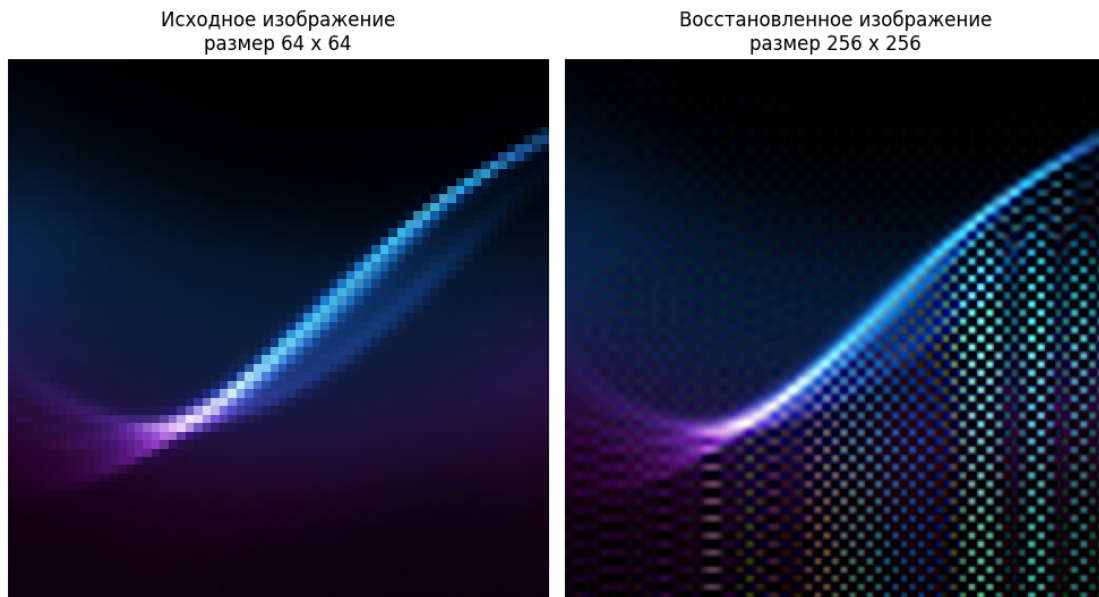 Исходное изображение
размер 64 x 64
Восстановленное изображение
размер 256 x 256